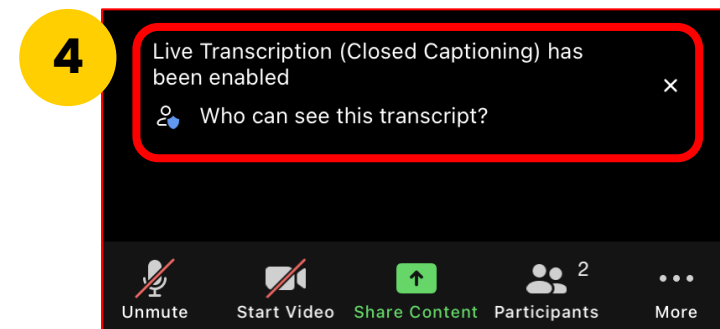 4
Live Transcription (Closed Captioning) has
been enabled
Who can see this transcript?
2
Unmute Start Video Share Content Participants More